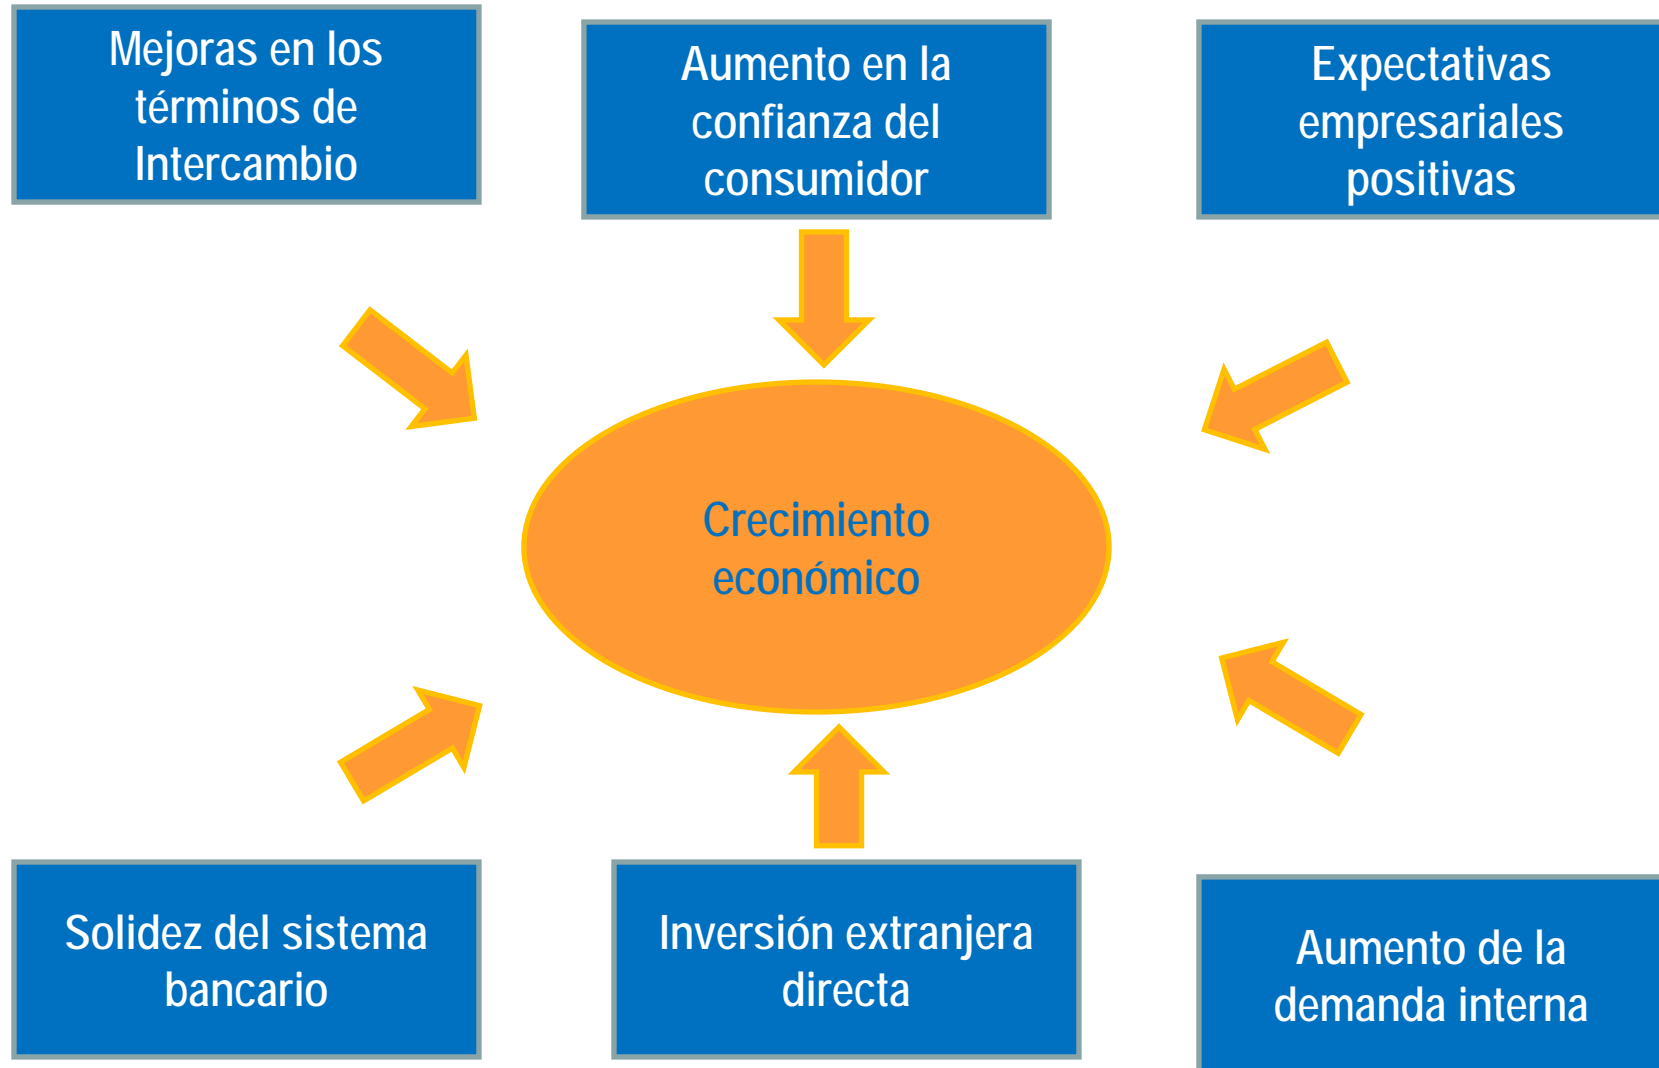 Mejoras en los
términos de
Intercambio
Aumento en la
confianza del
consumidor
Expectativas
empresariales
positivas
Crecimiento
económico
Solidez del sistema
bancario
Inversión extranjera
directa
Aumento de la
demanda interna